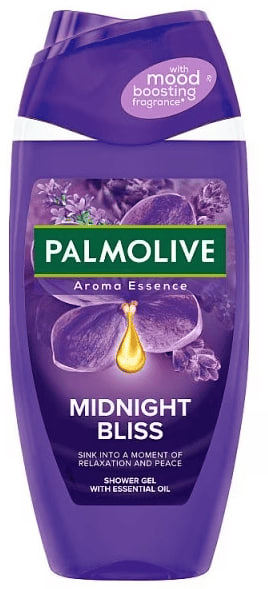 with
mood
boosting
fragrance*
PALMOLIVE
Aroma Essence
MIDNIGHT
BLISS
SINK INTO A MOMENT OF
RELAXATION AND PEACE
SHOWER GEL
WITH ESSENTIAL OIL